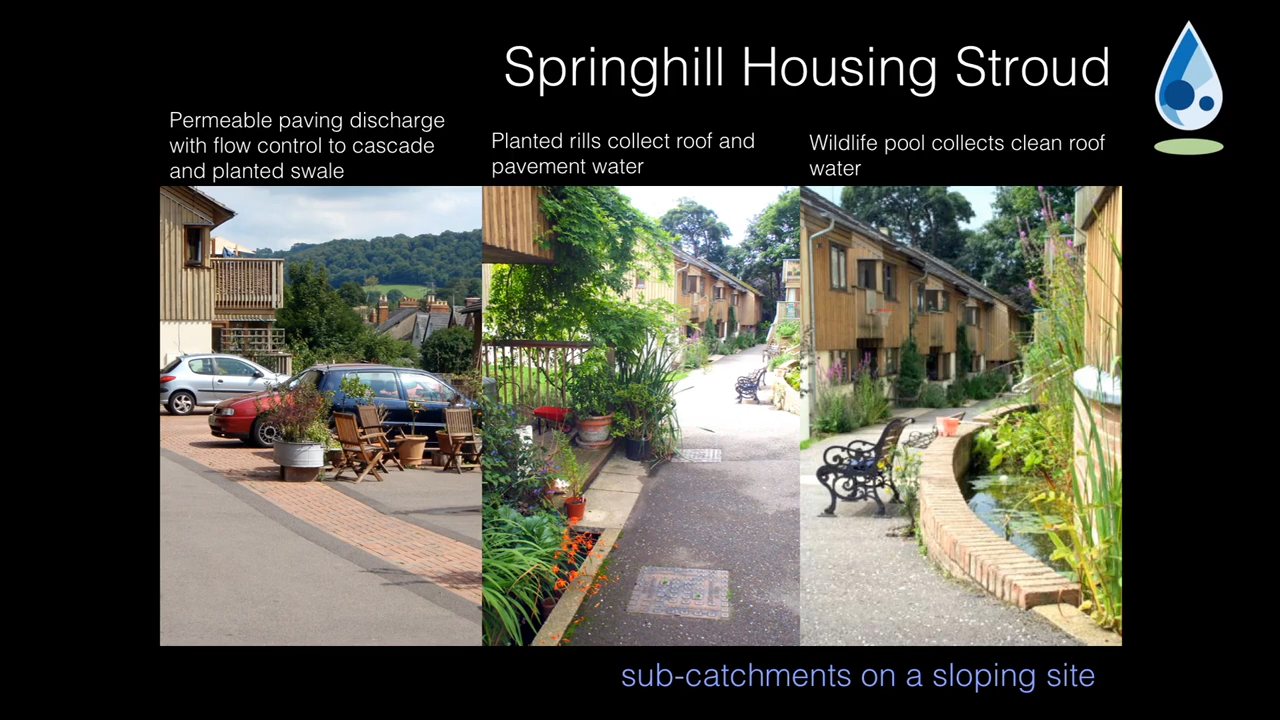 Springhill Housing Stroud
Permeable paving discharge
with flow control to cascade
and planted swale
Planted rills collect roof and
pavement water
Wildlife pool collects clean roof
water
sub-catchments on a sloping site